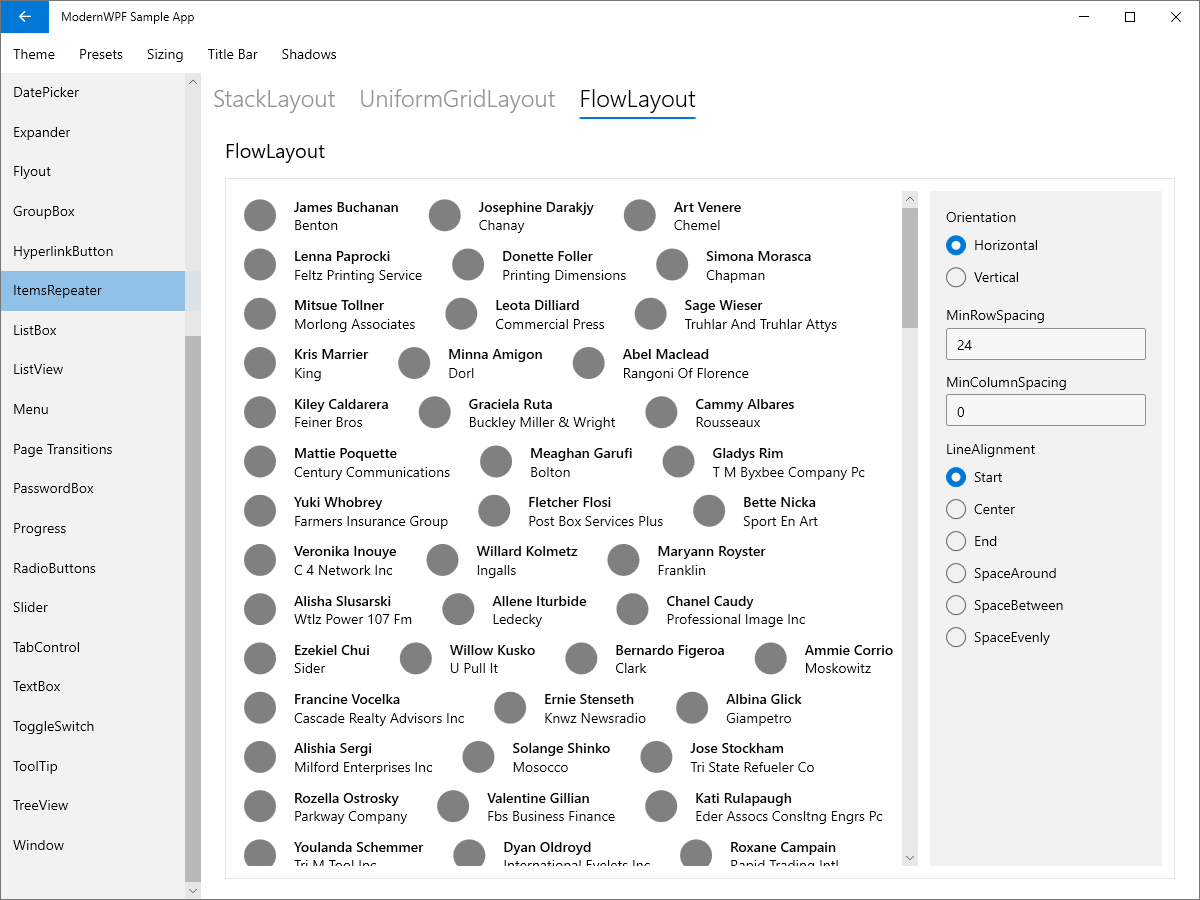 ModernWPF Sample App
Theme Presets Sizing Title Bar Shadows
DatePicker
Expander
Flyout
GroupBox
HyperlinkButton
ItemsRepeater
ListBox
ListView
Menu
Page Transitions
PasswordBox
Progress
RadioButtons
Slider
TabControl
TextBox
ToggleSwitch
ToolTip
TreeView
Window
StackLayout UniformGridLayout FlowLayout
FlowLayout
James Buchanan Josephine Darakjy Art Venere
Benton Chanay Chemel
Lenna Paprocki Donette Foller Simona Morasca
Feltz Printing Service Printing Dimensions Chapman
Mitsue Tollner Leota Dilliard Sage Wieser
Morlong Associates Commercial Press Truhlar And Truhlar Attys
Kris Marrier Minna Amigon Abel Maclead
King Dorl Rangoni Of Florence
Kiley Caldarera Graciela Ruta Cammy Albares
Feiner Bros Buckley Miller & Wright Rousseaux
Mattie Poquette Meaghan Garufi Gladys Rim
Century Communications Bolton T M Byxbee Company Pc
Yuki Whobrey Fletcher Flosi Bette Nicka
Farmers Insurance Group Post Box Services Plus Sport En Art
Veronika Inouye Willard Kolmetz Maryann Royster
C 4 Network Inc Ingalls Franklin
Alisha Slusarski Allene Iturbide Chanel Caudy
Wtlz Power 107 Fm Ledecky Professional Image Inc
Ezekiel Chui Willow Kusko Bernardo Figeroa Ammie Corrio
Sider U Pull It Clark Moskowitz
Francine Vocelka Ernie Stenseth Albina Glick
Cascade Realty Advisors Inc Knwz Newsradio Giampetro
Alishia Sergi Solange Shinko Jose Stockham
Milford Enterprises Inc Mosocco Tri State Refueler Co
Rozella Ostrosky Valentine Gillian Kati Rulapaugh
Parkway Company Fbs Business Finance Eder Assocs Consltng Engrs Pc
Youlanda Schemmer Dyan Oldroyd Roxane Campain
Tri M Tool Inc International Eyelets Inc Rapid Trading Intl
Orientation
Horizontal
Vertical
MinRowSpacing
24
MinColumnSpacing
0
LineAlignment
Start
Center
End
SpaceAround
SpaceBetween
SpaceEvenly